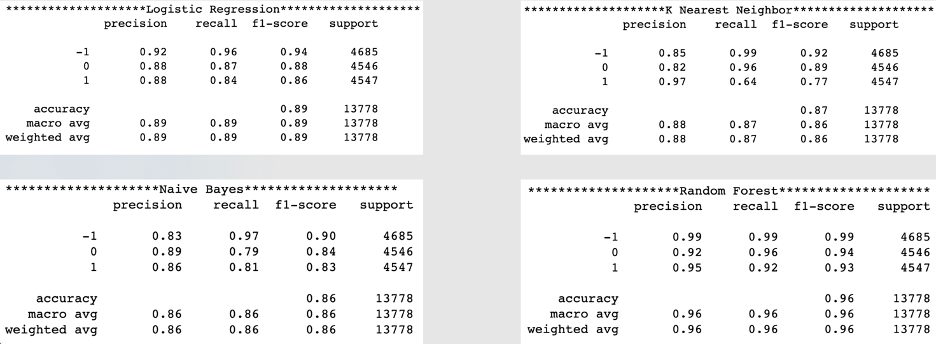 ********************Logistic Regression********************
precision recall f1-score support
-1 0.92 0.96 0.94 4685
0 0.88 0.87 0.88 4546
1 0.88 0.84 0.86 4547
accuracy 0.89 13778
macro avg 0.89 0.89 0.89 13778
weighted avg 0.89 0.89 0.89 13778
********************K Nearest Neighbor********************
precision recall f1-score support
-1 0.85 0.99 0.92 4685
0 0.82 0.96 0.89 4546
1 0.97 0.64 0.77 4547
accuracy 0.87 13778
macro avg 0.88 0.87 0.86 13778
weighted avg 0.88 0.87 0.86 13778
********************Naive Bayes********************
precision recall f1-score support
-1 0.83 0.97 0.90 4685
0 0.89 0.79 0.84 4546
1 0.86 0.81 0.83 4547
accuracy 0.86 13778
macro avg 0.86 0.86 0.86 13778
weighted avg 0.86 0.86 0.86 13778
********************Random Forest********************
precision recall f1-score support
-1 0.99 0.99 0.99 4685
0 0.92 0.96 0.94 4546
1 0.95 0.92 0.93 4547
accuracy 0.96 13778
macro avg 0.96 0.96 0.96 13778
weighted avg 0.96 0.96 0.96 13778